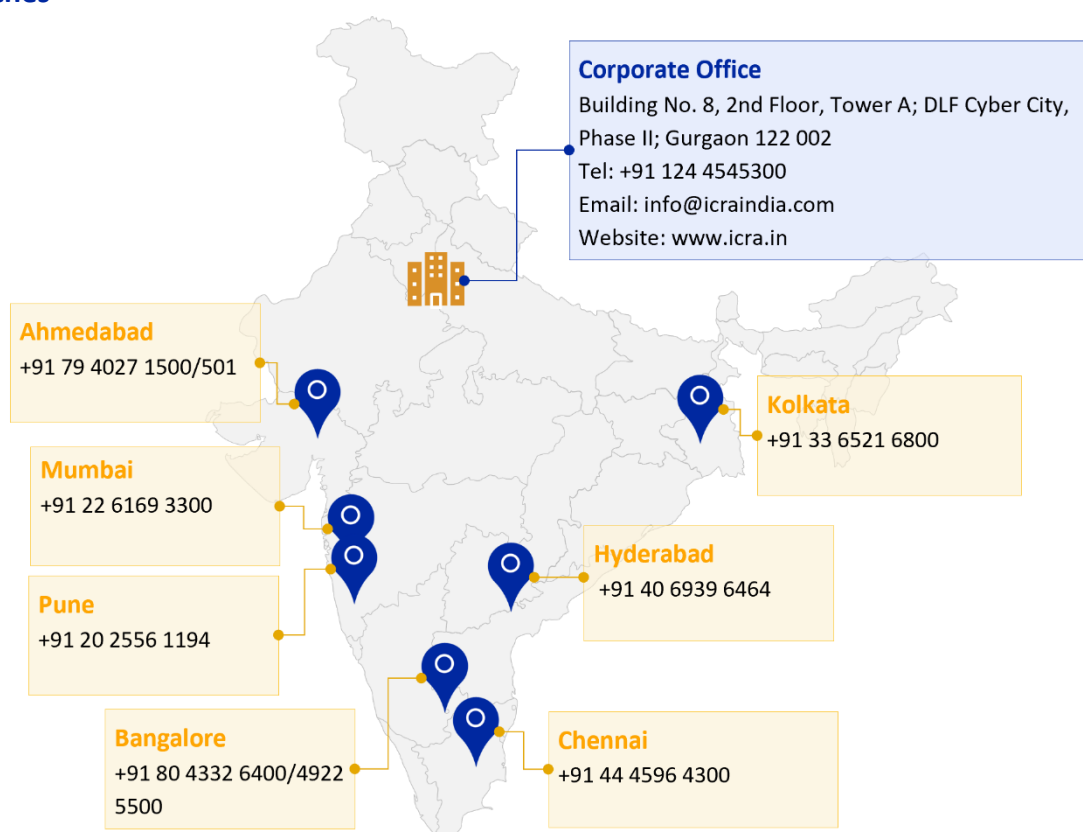 Corporate Office
Building No. 8, 2nd Floor, Tower A; DLF Cyber City,
Phase II; Gurgaon 122 002
Tel: +91 124 4545300
Email: info@icraindia.com
Website: www.icra.in
Ahmedabad
+91 79 4027 1500/501
Kolkata
+91 33 6521 6800
Mumbai
+91 22 6169 3300
Hyderabad
+91 40 6939 6464
Pune
+91 20 2556 1194
Bangalore
+91 80 4332 6400/4922
5500
Chennai
+91 44 4596 4300